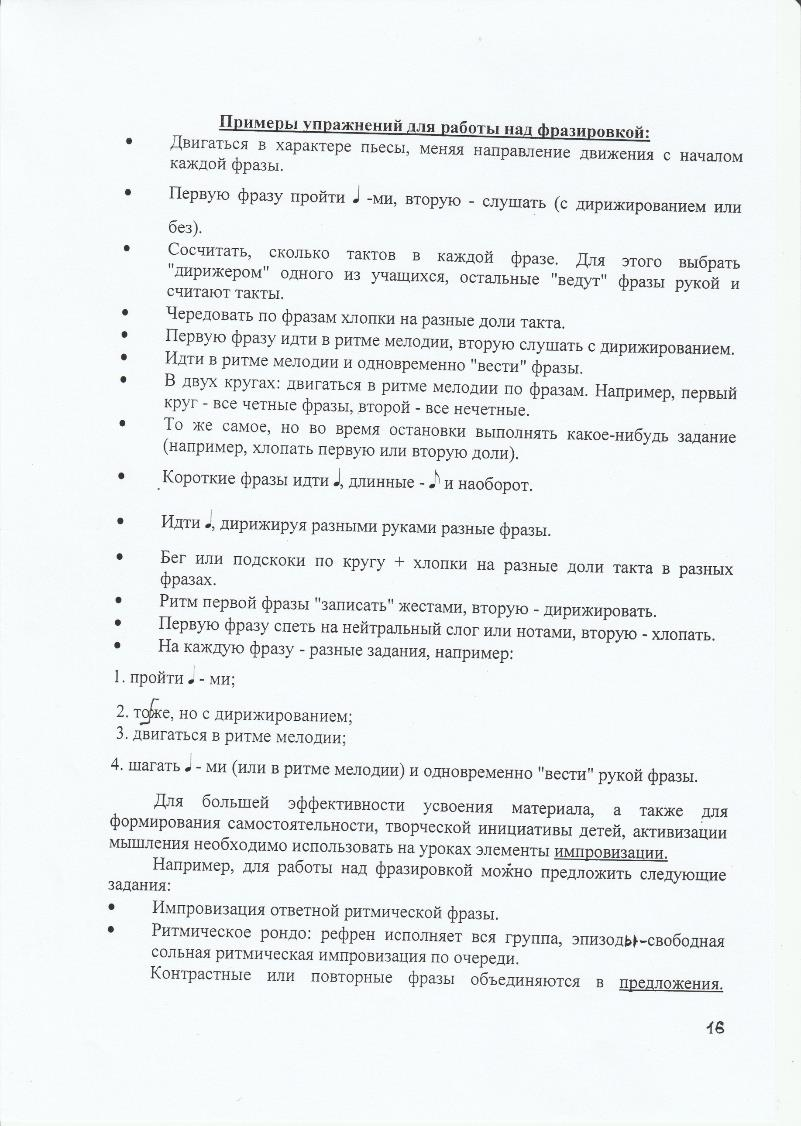 Примеры упражнений для работы над фразировкой:
• Двигаться в характере пьесы, меняя направление движения с началом
каждой фразы.
• Первую фразу пройти ♩ -ми, вторую - слушать (с дирижированием или
без).
• Сосчитать, сколько тактов в каждой фразе. Для этого выбрать
"дирижером" одного из учащихся, остальные "ведут" фразы рукой и
считают такты.
• Чередовать по фразам хлопки на разные доли такта.
• Первую фразу идти в ритме мелодии, вторую слушать с дирижированием.
• Идти в ритме мелодии и одновременно "вести" фразы.
• В двух кругах: двигаться в ритме мелодии по фразам. Например, первый
круг - все четные фразы, второй - все нечетные.
• То же самое, но во время остановки выполнять какое-нибудь задание
(например, хлопать первую или вторую доли).
• Короткие фразы идти ♩, длинные - ♪ и наоборот.
• Идти ♩, дирижируя разными руками разные фразы.
• Бег или подскоки по кругу + хлопки на разные доли такта в разных
фразах.
• Ритм первой фразы "записать" жестами, вторую - дирижировать.
• Первую фразу спеть на нейтральный слог или нотами, вторую - хлопать.
• На каждую фразу - разные задания, например:
1. пройти ♩ - ми;
2. тоже, но с дирижированием;
3. двигаться в ритме мелодии;
4. шагать ♩ - ми (или в ритме мелодии) и одновременно "вести" рукой фразы.
Для большей эффективности усвоения материала, а также для
формирования самостоятельности, творческой инициативы детей, активизации
мышления необходимо использовать на уроках элементы импровизации.
Например, для работы над фразировкой можно предложить следующие
задания:
• Импровизация ответной ритмической фразы.
• Ритмическое рондо: рефрен исполняет вся группа, эпизоды-свободная
сольная ритмическая импровизация по очереди.
Контрастные или повторные фразы объединяются в предложения.
16